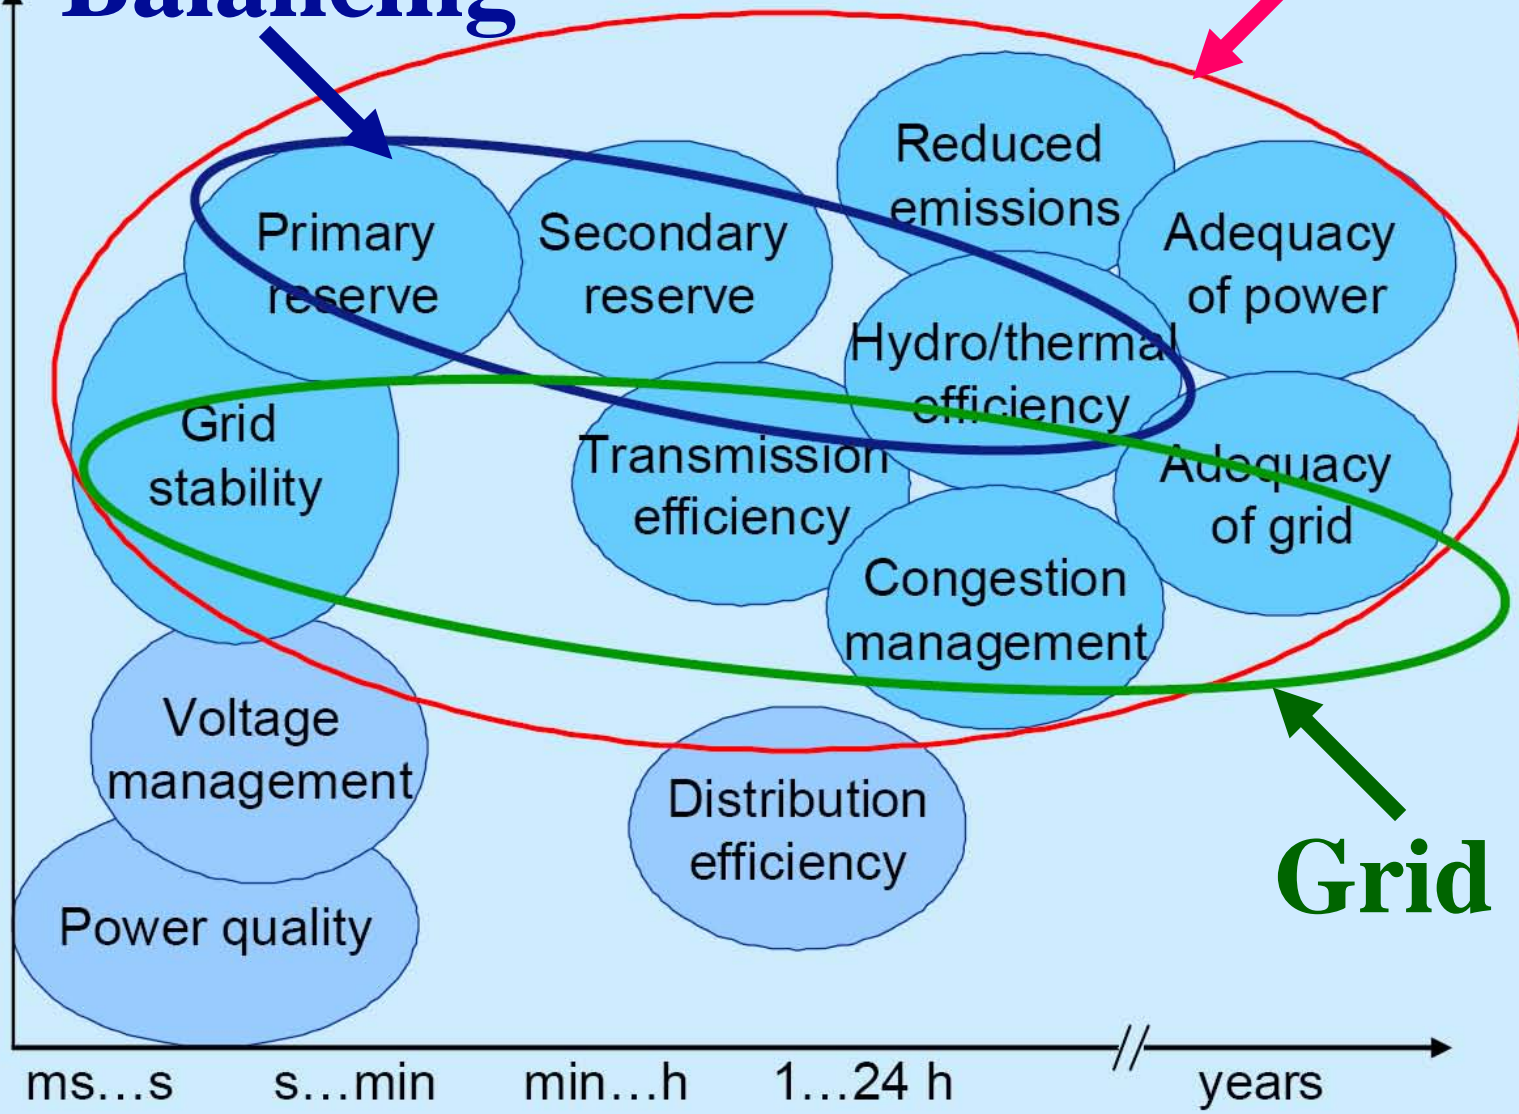 Balancing
Reduced
emissions
Primary
reserve
Secondary
reserve
Adequacy
of power
Hydro/thermal
efficiency
Grid
stability
Transmission
efficiency
Adequacy
of grid
Congestion
management
Voltage
management
Distribution
efficiency
Grid
Power quality
ms…s
s…min
min…h
1…24 h
years